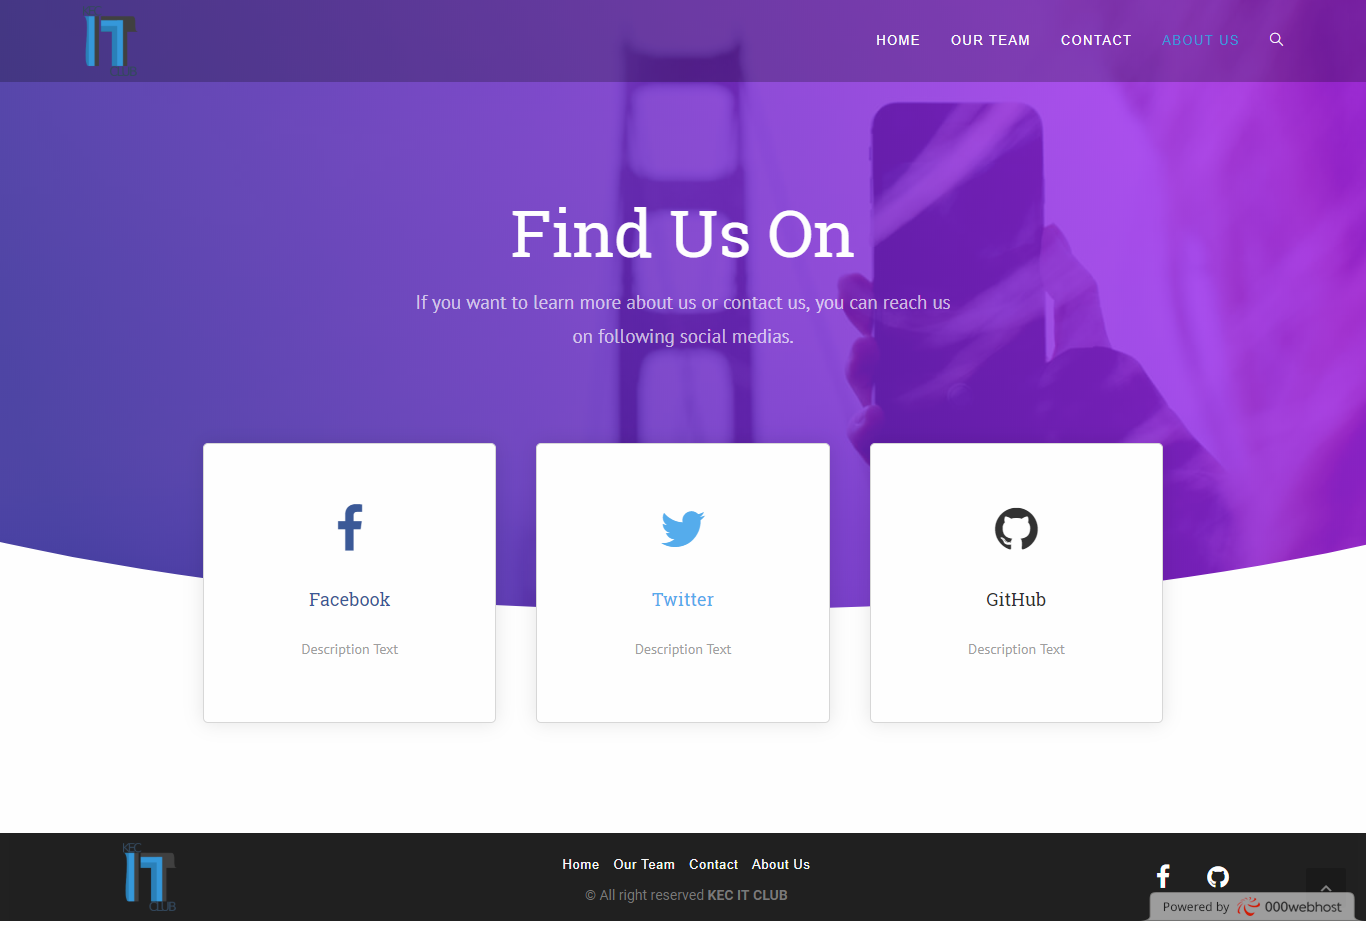 IT
HOME OUR TEAM CONTACT ABOUT US
Find Us On
If you want to learn more about us or contact us, you can reach us
on following social medias.
Facebook
Twitter
GitHub
Description Text
Description Text
Description Text
KEC
IT
CLUB
Home Our Team Contact About Us
© All right reserved KEC IT CLUB
Powered by 000webhost